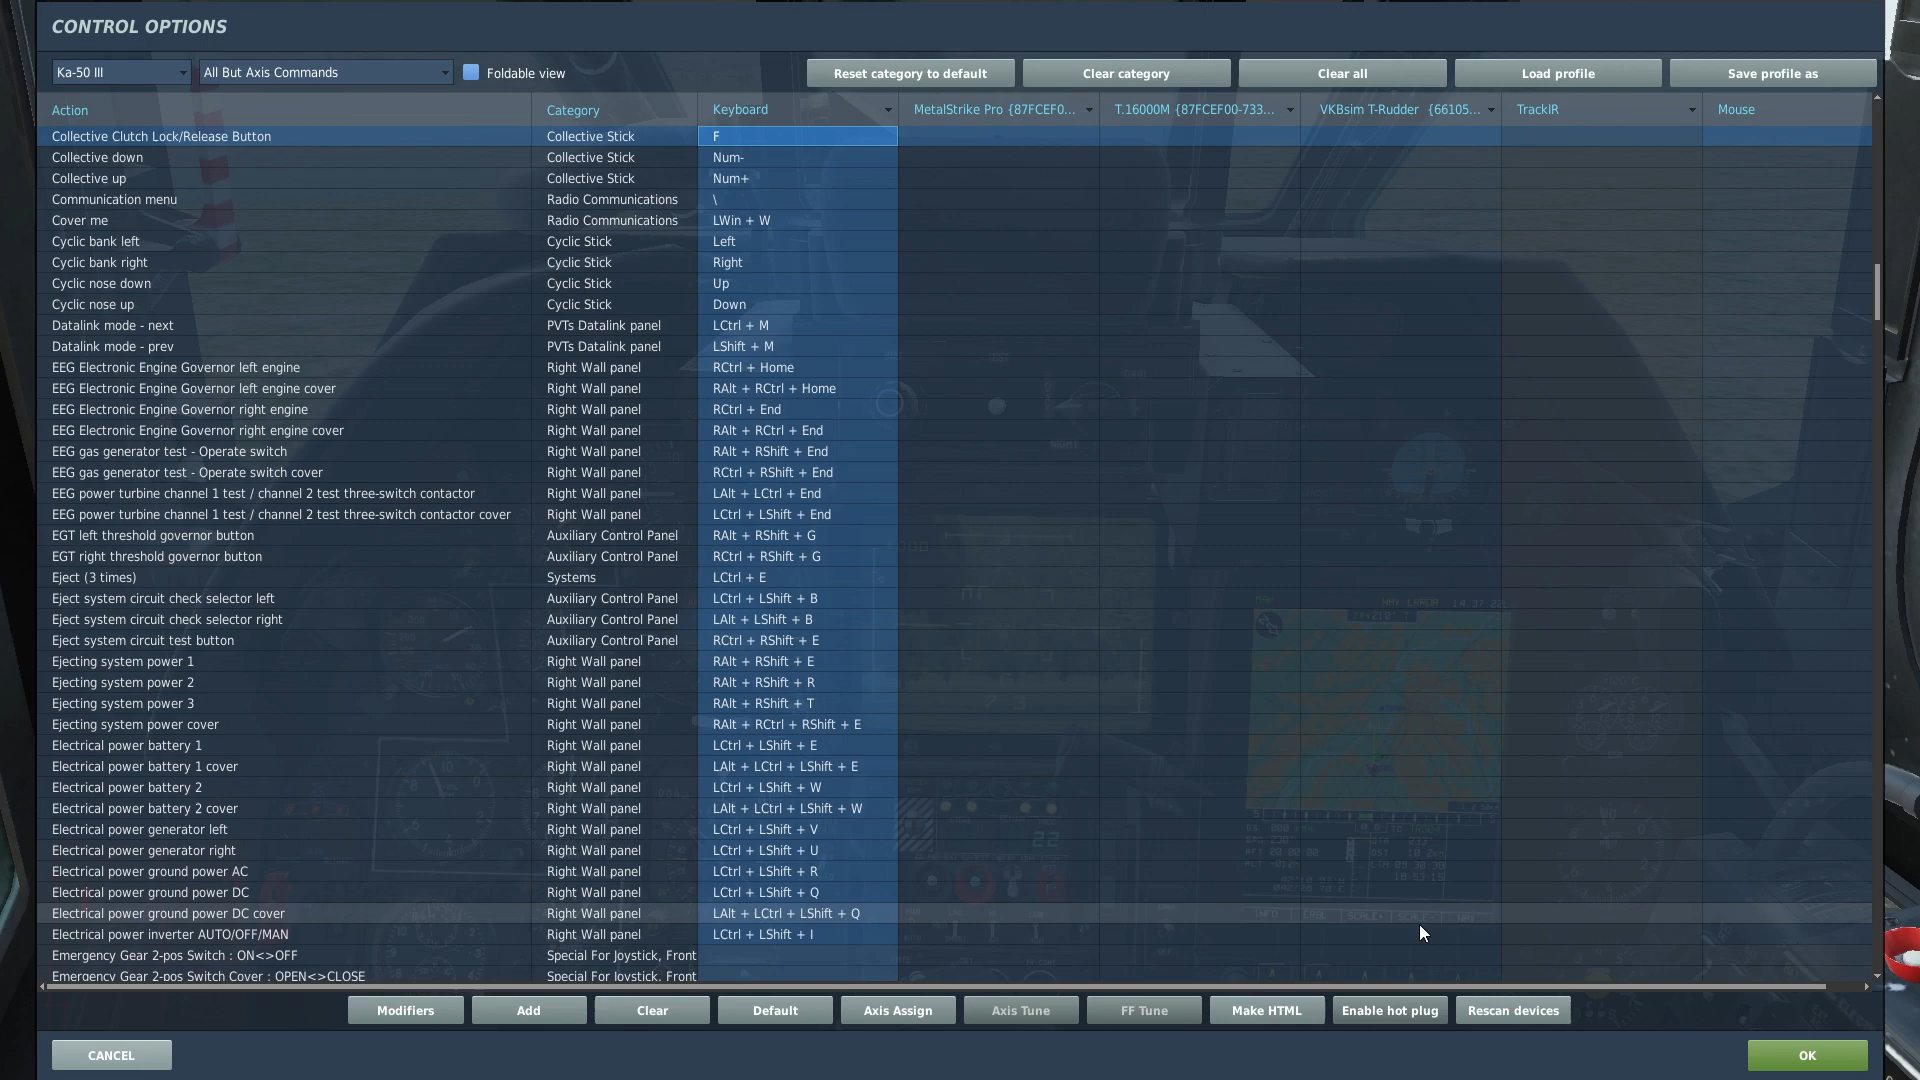 CONTROL OPTIONS
Ka-50 III All But Axis Commands Foldable view Reset category to default Clear category Clear all Load profile Save profile as
Action Category Keyboard MetalStrike Pro {87FCEF0... T.16000M {87FCEF00-733... VKBsim T-Rudder {66105... TrackIR Mouse
Collective Clutch Lock/Release Button Collective Stick F
Collective down Collective Stick Num-
Collective up Collective Stick Num+
Communication menu Radio Communications \
Cover me Radio Communications LWin + W
Cyclic bank left Cyclic Stick Left
Cyclic bank right Cyclic Stick Right
Cyclic nose down Cyclic Stick Up
Cyclic nose up Cyclic Stick Down
Datalink mode - next PVTs Datalink panel LCtrl + M
Datalink mode - prev PVTs Datalink panel LShift + M
EEG Electronic Engine Governor left engine Right Wall panel RCtrl + Home
EEG Electronic Engine Governor left engine cover Right Wall panel RAlt + RCtrl + Home
EEG Electronic Engine Governor right engine Right Wall panel RCtrl + End
EEG Electronic Engine Governor right engine cover Right Wall panel RAlt + RCtrl + End
EEG gas generator test - Operate switch Right Wall panel RAlt + RShift + End
EEG gas generator test - Operate switch cover Right Wall panel RCtrl + RShift + End
EEG power turbine channel 1 test / channel 2 test three-switch contactor Right Wall panel LAlt + LCtrl + End
EEG power turbine channel 1 test / channel 2 test three-switch contactor cover Right Wall panel LCtrl + LShift + End
EGT left threshold governor button Auxiliary Control Panel RAlt + RShift + G
EGT right threshold governor button Auxiliary Control Panel RCtrl + RShift + G
Eject (3 times) Systems LCtrl + E
Eject system circuit check selector left Auxiliary Control Panel LCtrl + LShift + B
Eject system circuit check selector right Auxiliary Control Panel LAlt + LShift + B
Eject system circuit test button Auxiliary Control Panel RCtrl + RShift + E
Ejecting system power 1 Right Wall panel RAlt + RShift + E
Ejecting system power 2 Right Wall panel RAlt + RShift + R
Ejecting system power 3 Right Wall panel RAlt + RShift + T
Ejecting system power cover Right Wall panel RAlt + RCtrl + RShift + E
Electrical power battery 1 Right Wall panel LCtrl + LShift + E
Electrical power battery 1 cover Right Wall panel LAlt + LCtrl + LShift + E
Electrical power battery 2 Right Wall panel LCtrl + LShift + W
Electrical power battery 2 cover Right Wall panel LAlt + LCtrl + LShift + W
Electrical power generator left Right Wall panel LCtrl + LShift + V
Electrical power generator right Right Wall panel LCtrl + LShift + U
Electrical power ground power AC Right Wall panel LCtrl + LShift + R
Electrical power ground power DC Right Wall panel LCtrl + LShift + Q
Electrical power ground power DC cover Right Wall panel LAlt + LCtrl + LShift + Q
Electrical power inverter AUTO/OFF/MAN Right Wall panel LCtrl + LShift + I
Emergency Gear 2-pos Switch : ON<>OFF Special For Joystick, Front
Emergency Gear 2-pos Switch Cover : OPEN<>CLOSE Special For Joystick, Front
Modifiers Add Clear Default Axis Assign Axis Tune FF Tune Make HTML Enable hot plug Rescan devices
CANCEL OK